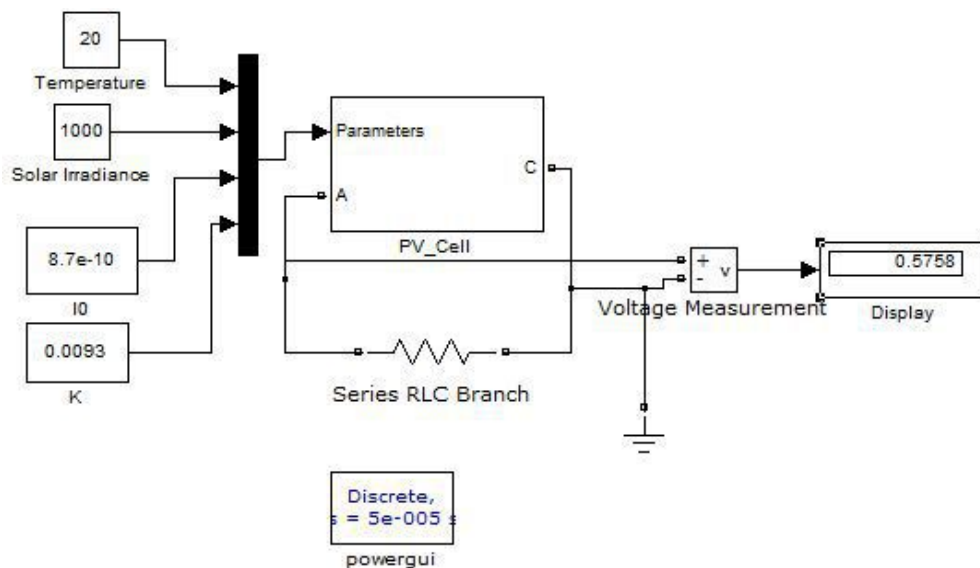 20
Temperature
1000
Solar Irradiance
8.7e-10
I0
0.0093
K
Parameters
A
C
PV_Cell
+
-
v
Voltage Measurement
0.5758
Display
Series RLC Branch
Discrete,
s = 5e-005 s
powergui